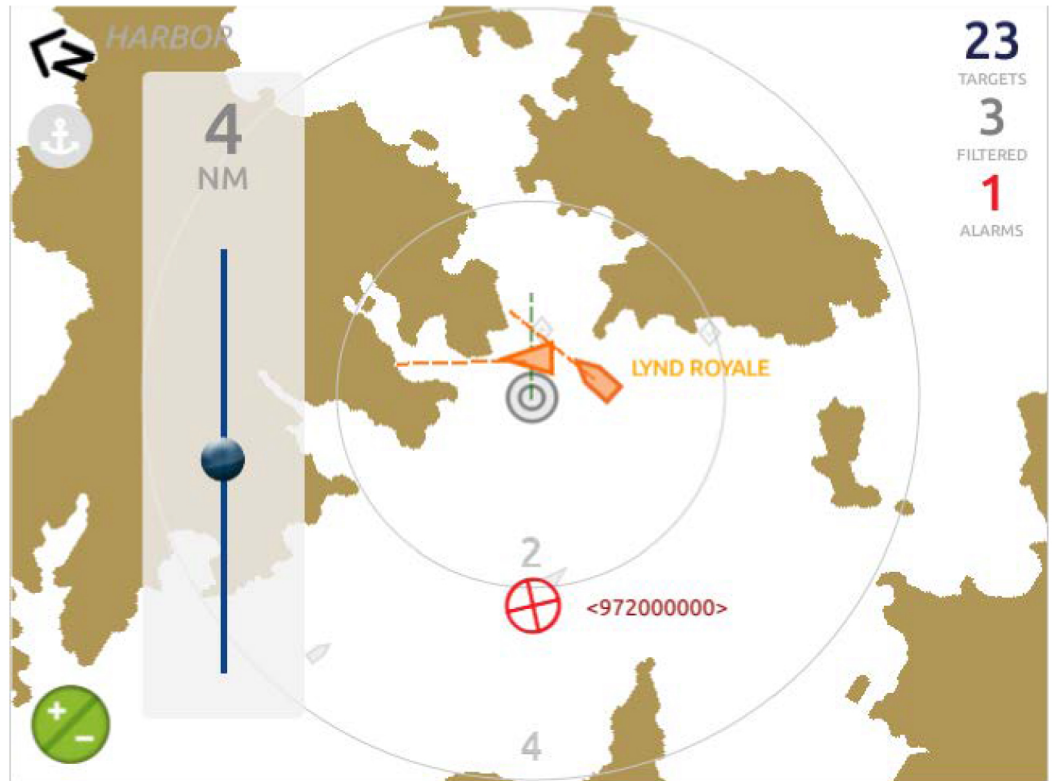 N
HARBOR
23
TARGETS
3
FILTERED
1
ALARMS
4
NM
LYND ROYALE
2
<972000000>
4
+
-